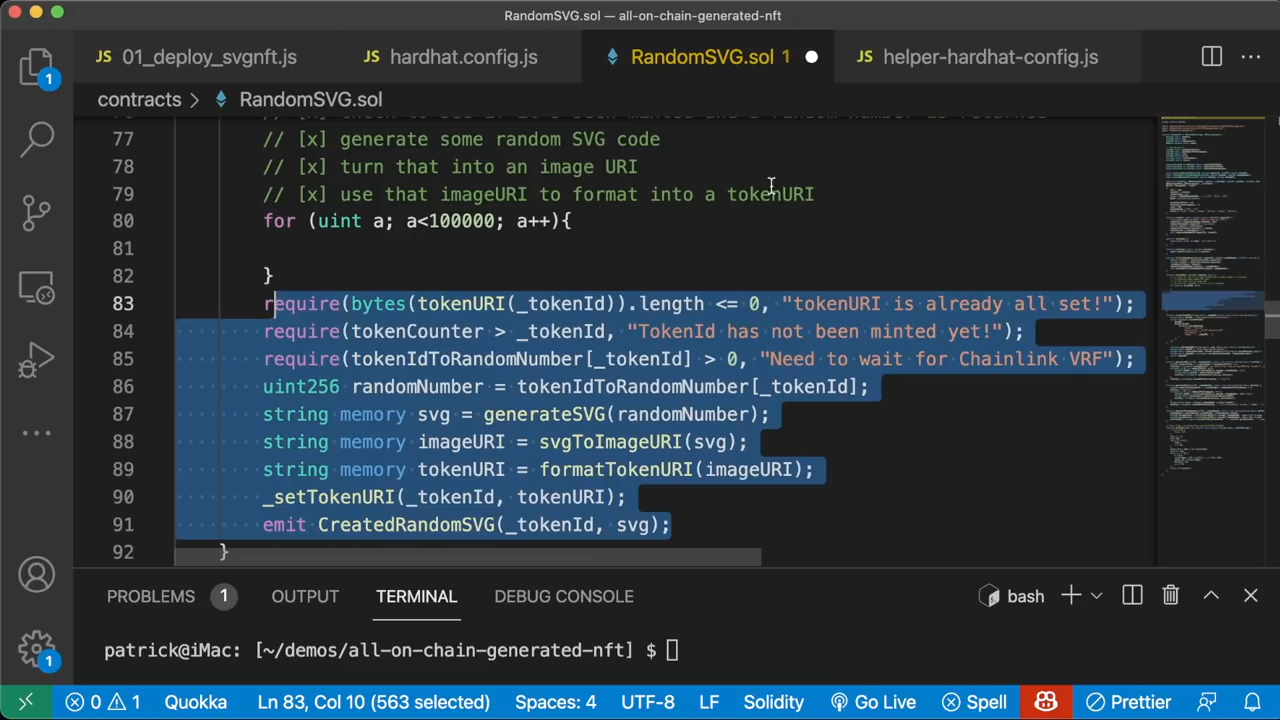 RandomSVG.sol — all-on-chain-generated-nft
JS 01_deploy_svgnft.js JS hardhat.config.js RandomSVG.sol 1 JS helper-hardhat-config.js
contracts > RandomSVG.sol
77 // [x] generate some random SVG code
78 // [x] turn that into an image URI
79 // [x] use that imageURI to format into a tokenURI
80 for (uint a; a<100000; a++){
81
82 }
83 require(bytes(tokenURI(_tokenId)).length <= 0, "tokenURI is already all set!");
84 require(tokenCounter > _tokenId, "TokenId has not been minted yet!");
85 require(tokenIdToRandomNumber[_tokenId] > 0, "Need to wait for Chainlink VRF");
86 uint256 randomNumber = tokenIdToRandomNumber[_tokenId];
87 string memory svg = generateSVG(randomNumber);
88 string memory imageURI = svgToImageURI(svg);
89 string memory tokenURI = formatTokenURI(imageURI);
90 _setTokenURI(_tokenId, tokenURI);
91 emit CreatedRandomSVG(_tokenId, svg);
92 }
PROBLEMS 1 OUTPUT TERMINAL DEBUG CONSOLE bash
patrick@iMac: [~/demos/all-on-chain-generated-nft] $
1
1
0 1 Quokka Ln 83, Col 10 (563 selected) Spaces: 4 UTF-8 LF Solidity Go Live Spell Prettier